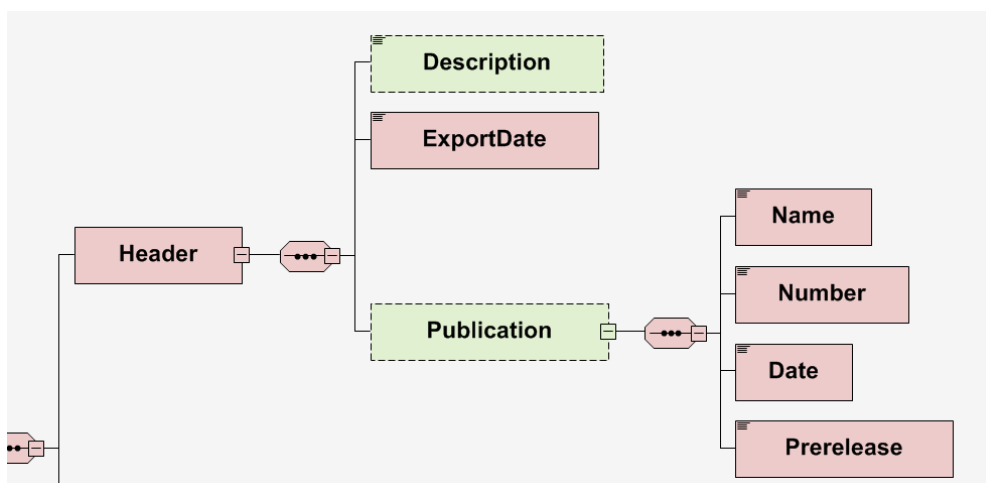 Description
ExportDate
Header
Publication
Name
Number
Date
Prerelease